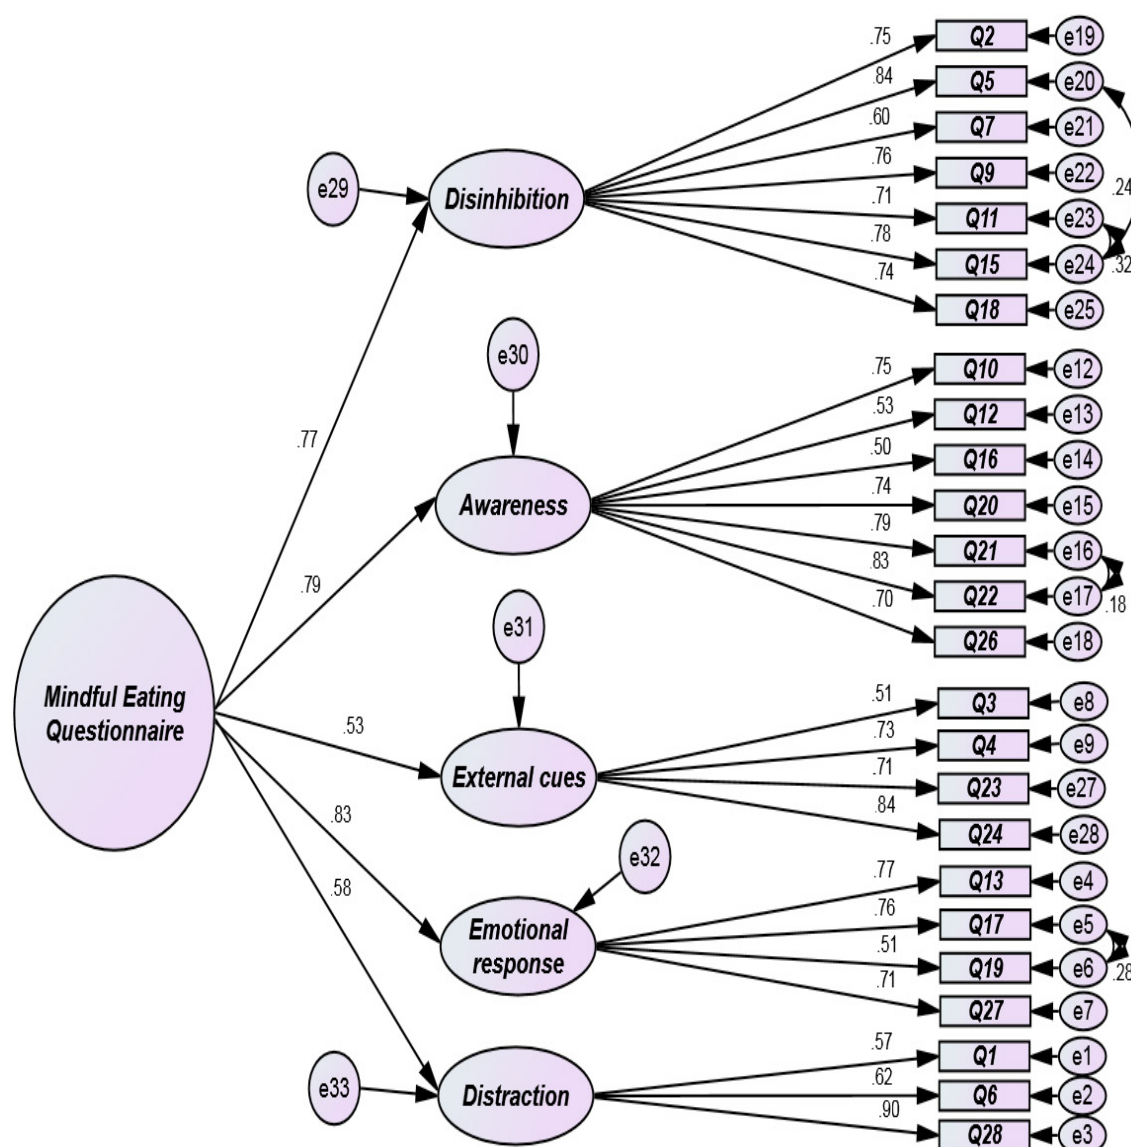 .75 Q2 e19
.84 Q5 e20
.60 Q7 e21
.76 Q9 e22
e29 Disinhibition .71 Q11 e23 .24
.78 Q15 e24 .32
.74 Q18 e25
e30
.75 Q10 e12
.53 Q12 e13
.77 .50 Q16 e14
Awareness .74 Q20 e15
.79 Q21 e16
.79 .83 Q22 e17 .18
e31 .70 Q26 e18
Mindful Eating
Questionnaire
.51 Q3 e8
.53 .73 Q4 e9
External cues .71 Q23 e27
.83 .84 Q24 e28
e32
.58 .77 Q13 e4
Emotional
response
.76 Q17 e5
.51 Q19 e6 .28
.71 Q27 e7
.57 Q1 e1
e33 Distraction .62 Q6 e2
.90 Q28 e3